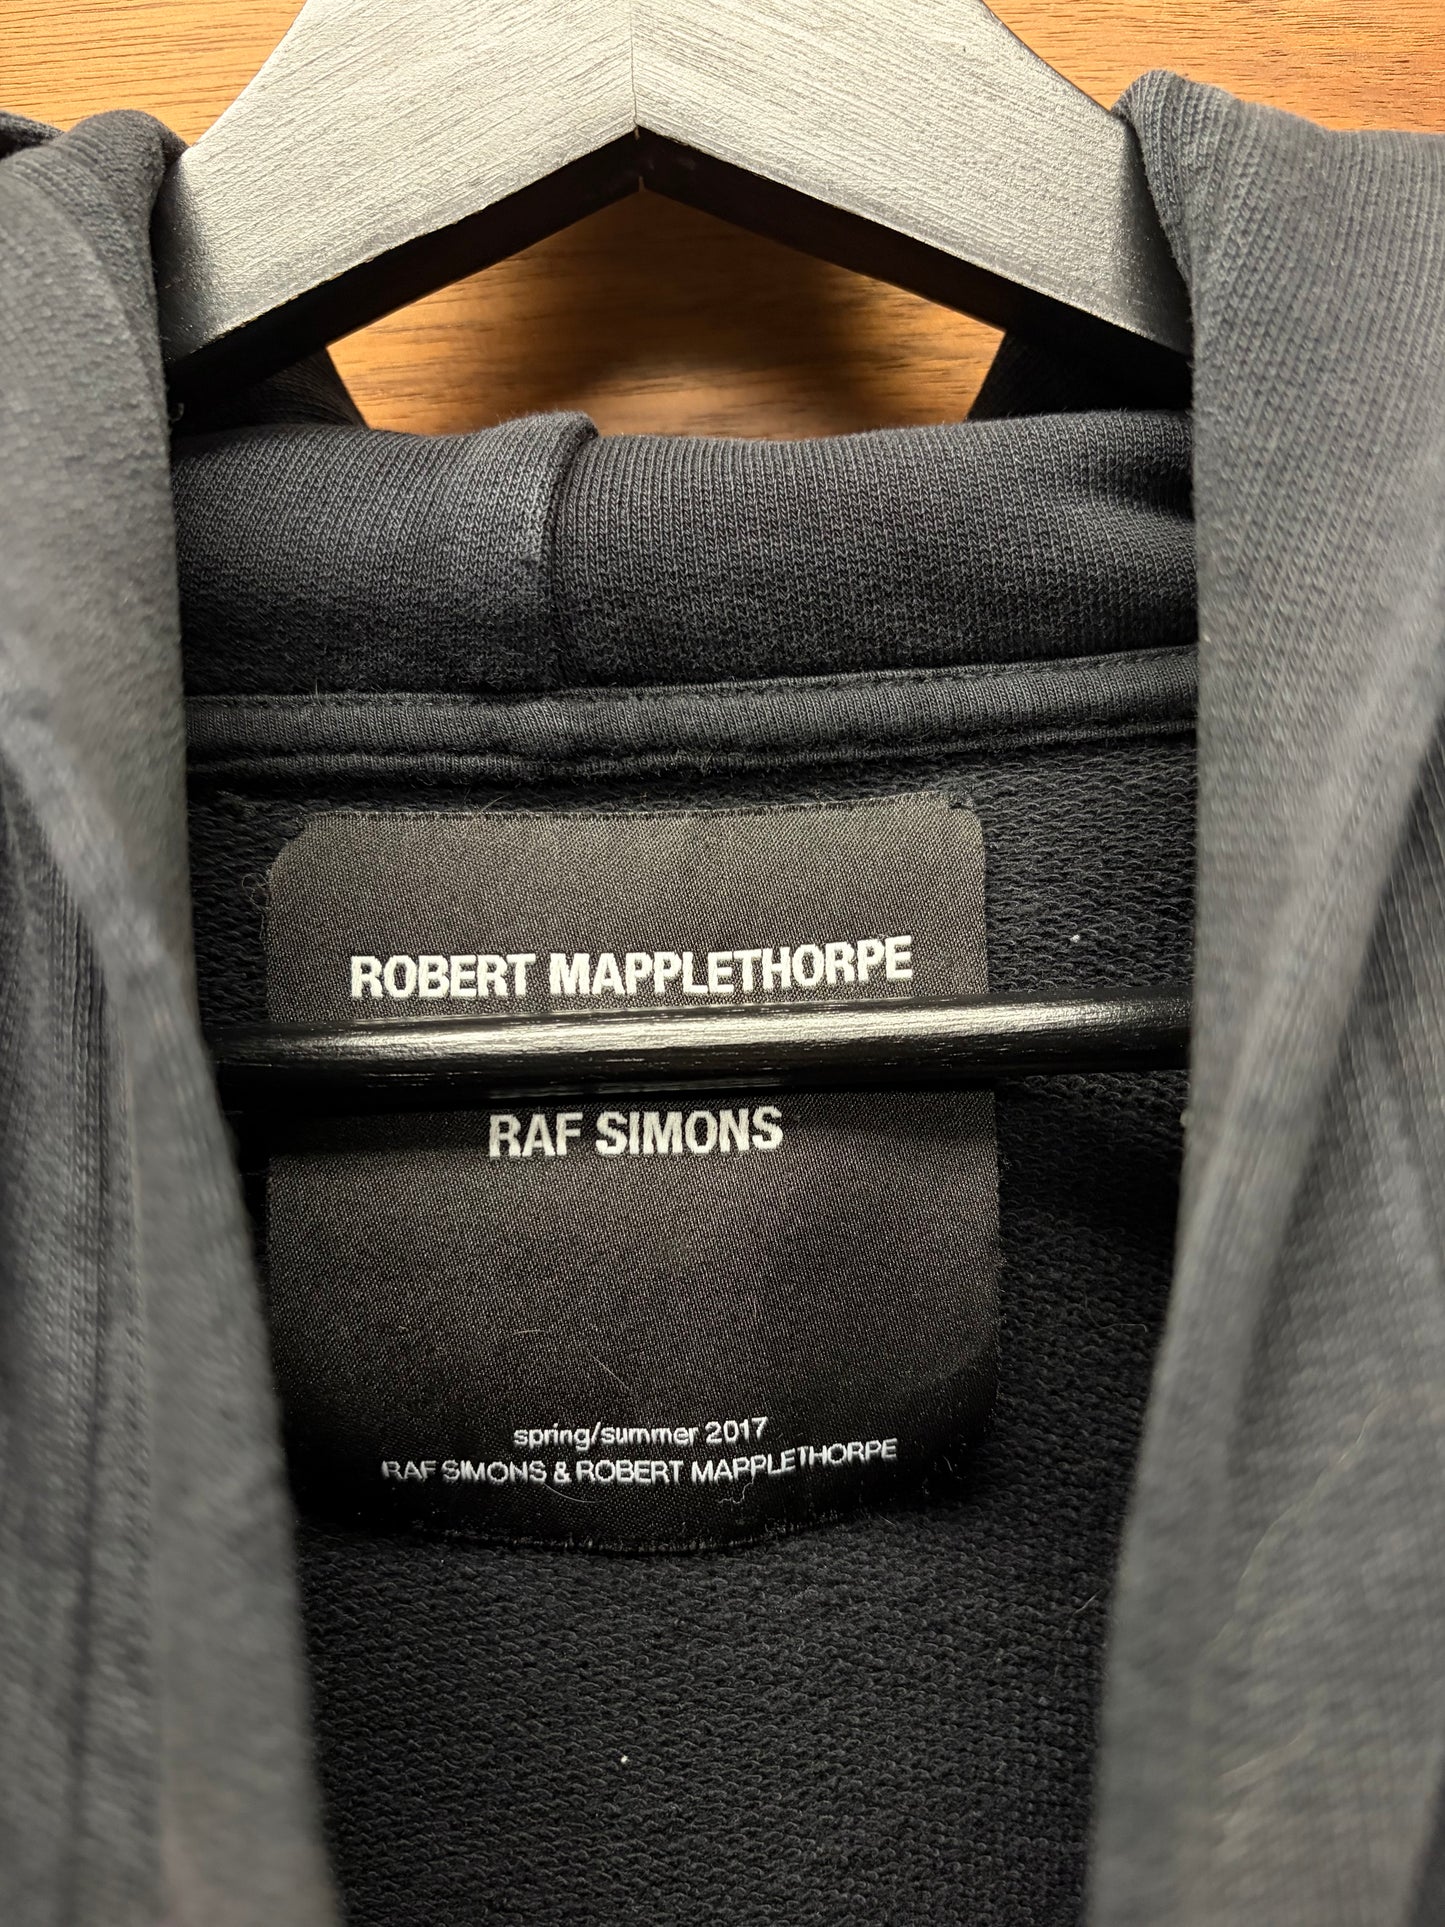 ROBERT MAPPLETHORPE
RAF SIMONS
spring/summer 2017
RAF SIMONS & ROBERT MAPPLETHORPE